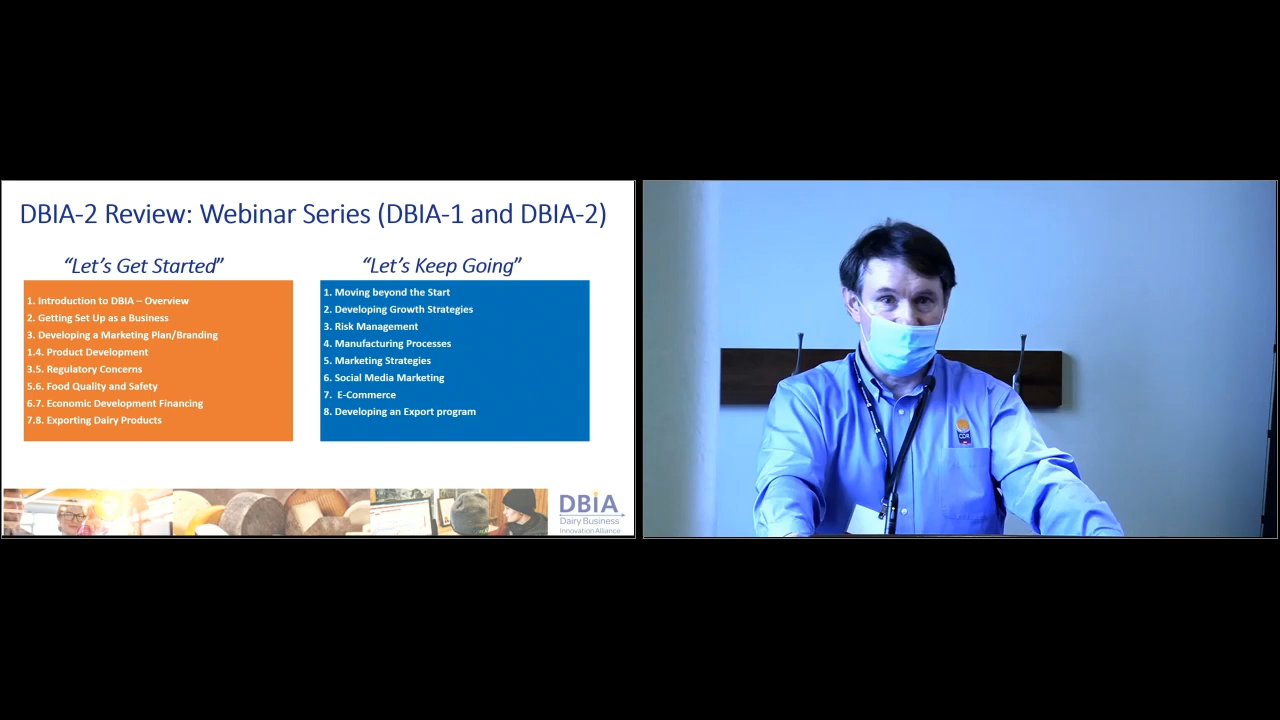 DBIA-2 Review: Webinar Series (DBIA-1 and DBIA-2)
“Let’s Get Started”
1. Introduction to DBIA – Overview
2. Getting Set Up as a Business
3. Developing a Marketing Plan/Branding
1.4. Product Development
3.5. Regulatory Concerns
5.6. Food Quality and Safety
6.7. Economic Development Financing
7.8. Exporting Dairy Products
“Let’s Keep Going”
1. Moving beyond the Start
2. Developing Growth Strategies
3. Risk Management
4. Manufacturing Processes
5. Marketing Strategies
6. Social Media Marketing
7. E-Commerce
8. Developing an Export program
DBiA
Dairy Business
Innovation Alliance
CDR